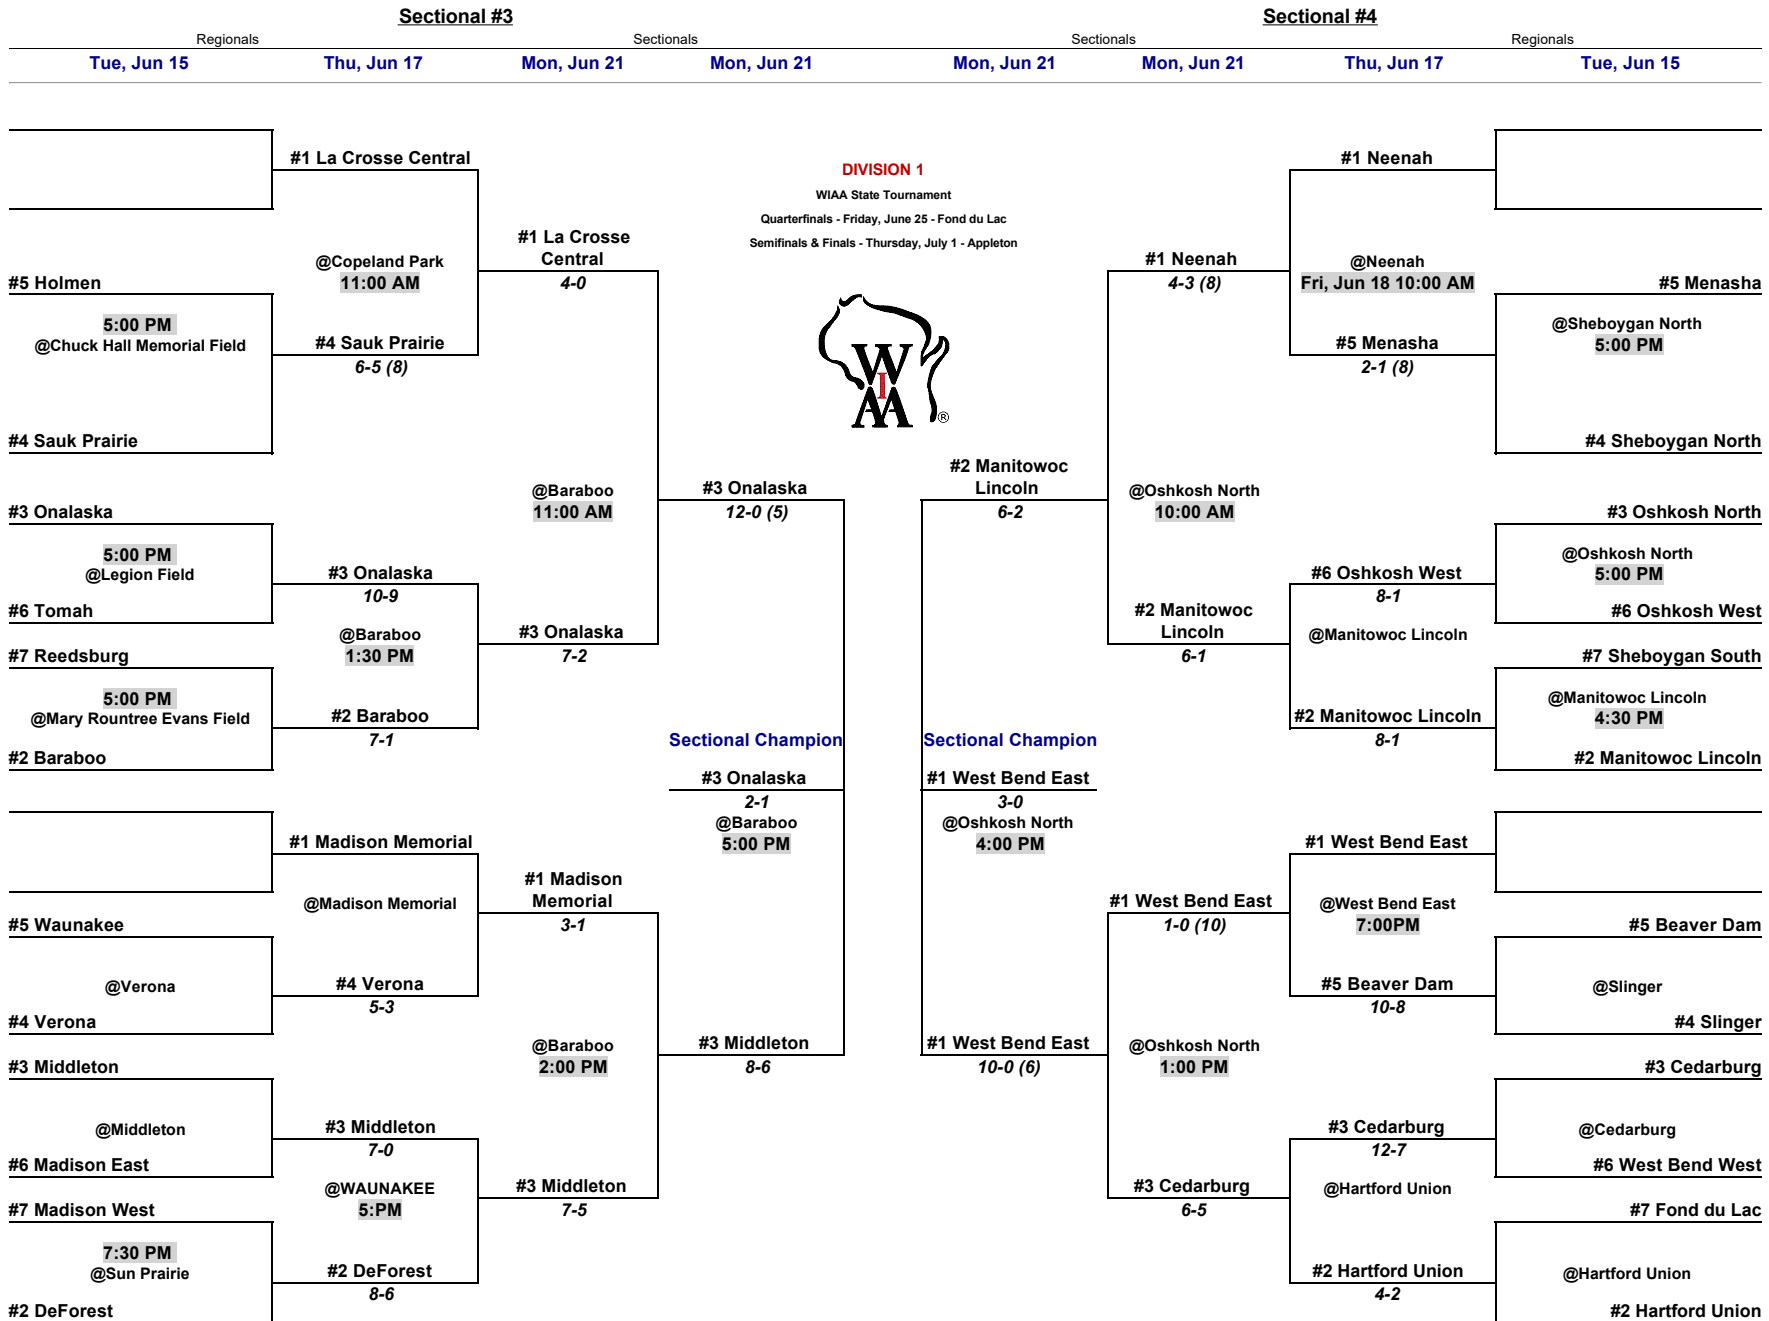 Sectional #3
Sectional #4
Regionals
Sectionals
Sectionals
Regionals
Tue, Jun 15
Thu, Jun 17
Mon, Jun 21
Mon, Jun 21
Mon, Jun 21
Mon, Jun 21
Thu, Jun 17
Tue, Jun 15
DIVISION 1
WIAA State Tournament
Quarterfinals - Friday, June 25 - Fond du Lac
Semifinals & Finals - Thursday, July 1 - Appleton
W
I
AA
®
#5 Holmen
5:00 PM
@Chuck Hall Memorial Field
#4 Sauk Prairie
#3 Onalaska
5:00 PM
@Legion Field
#6 Tomah
#7 Reedsburg
5:00 PM
@Mary Rountree Evans Field
#2 Baraboo
#5 Waunakee
@Verona
#4 Verona
#3 Middleton
@Middleton
#6 Madison East
#7 Madison West
7:30 PM
@Sun Prairie
#2 DeForest
#1 La Crosse Central
@Copeland Park
11:00 AM
#4 Sauk Prairie
6-5 (8)
#3 Onalaska
10-9
@Baraboo
1:30 PM
#2 Baraboo
7-1
#1 Madison Memorial
@Madison Memorial
#4 Verona
5-3
#3 Middleton
7-0
@WAUNAKEE
5:PM
#2 DeForest
8-6
#1 La Crosse
Central
4-0
@Baraboo
11:00 AM
#3 Onalaska
7-2
#1 Madison
Memorial
3-1
@Baraboo
2:00 PM
#3 Middleton
7-5
#3 Onalaska
12-0 (5)
Sectional Champion
#3 Onalaska
2-1
@Baraboo
5:00 PM
#3 Middleton
8-6
#2 Manitowoc
Lincoln
6-2
Sectional Champion
#1 West Bend East
3-0
@Oshkosh North
4:00 PM
#1 West Bend East
10-0 (6)
#1 Neenah
4-3 (8)
@Oshkosh North
10:00 AM
#2 Manitowoc
Lincoln
6-1
#1 West Bend East
1-0 (10)
@Oshkosh North
1:00 PM
#3 Cedarburg
6-5
#1 Neenah
@Neenah
Fri, Jun 18 10:00 AM
#5 Menasha
2-1 (8)
#6 Oshkosh West
8-1
@Manitowoc Lincoln
#2 Manitowoc Lincoln
8-1
#1 West Bend East
@West Bend East
7:00PM
#5 Beaver Dam
10-8
#3 Cedarburg
12-7
@Hartford Union
#2 Hartford Union
4-2
#5 Menasha
@Sheboygan North
5:00 PM
#4 Sheboygan North
#3 Oshkosh North
@Oshkosh North
5:00 PM
#6 Oshkosh West
#7 Sheboygan South
@Manitowoc Lincoln
4:30 PM
#2 Manitowoc Lincoln
#5 Beaver Dam
@Slinger
#4 Slinger
#3 Cedarburg
@Cedarburg
#6 West Bend West
#7 Fond du Lac
@Hartford Union
#2 Hartford Union